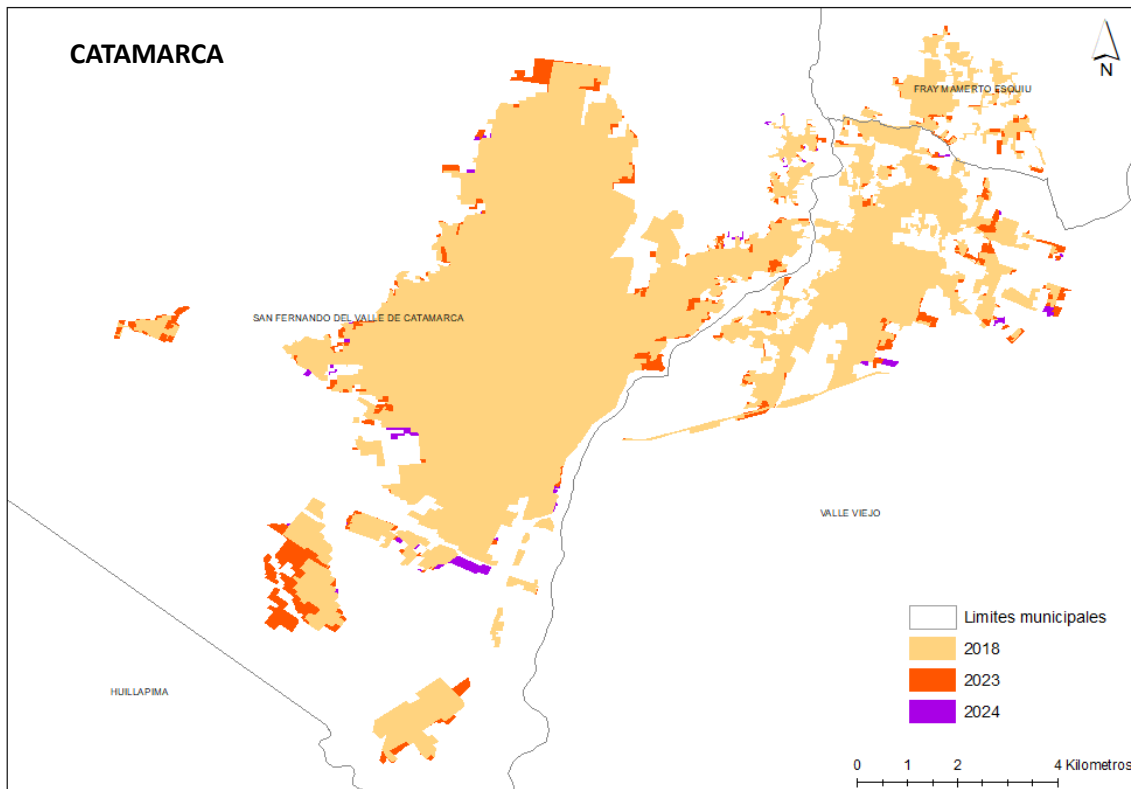 CATAMARCA
N
FRAY MAMERTO ESQUIU
SAN FERNANDO DEL VALLE DE CATAMARCA
VALLE VIEJO
HUILLAPIMA
Limites municipales
2018
2023
2024
0 1 2 4 Kilometros